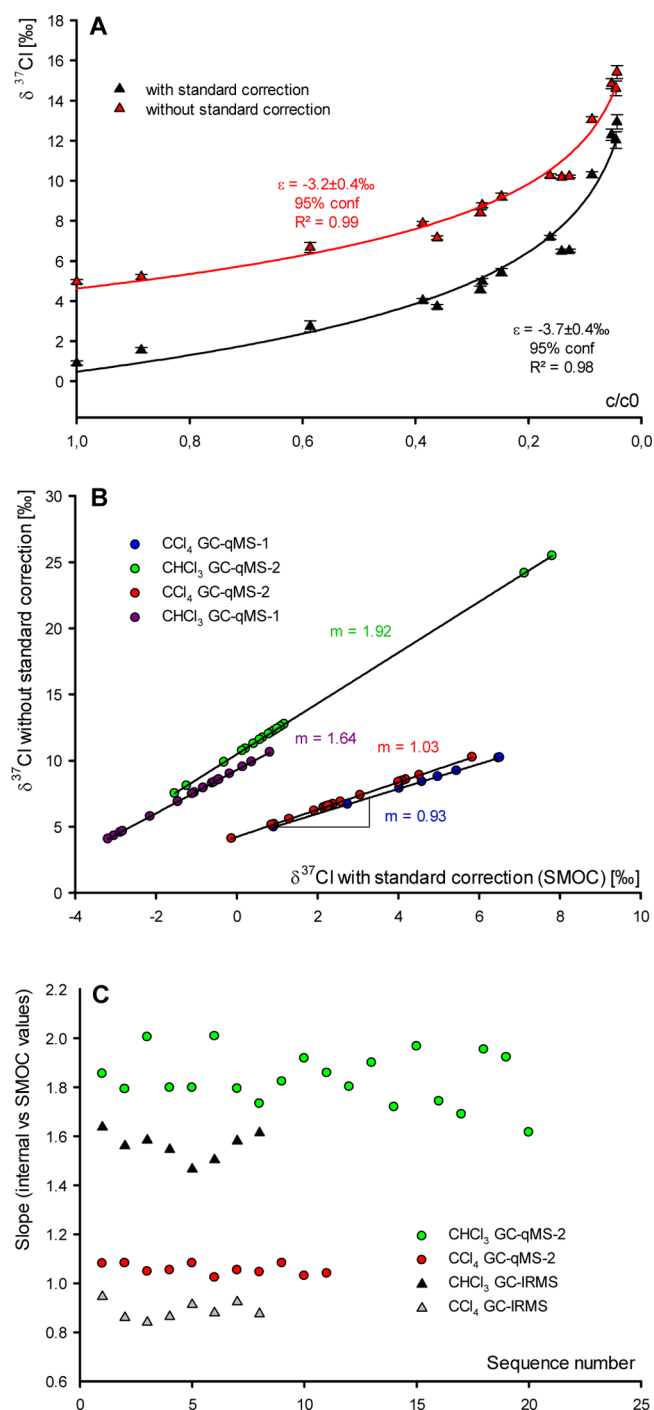 A
δ ³⁷Cl [‰]
18
16
14
12
10
8
6
4
2
0
with standard correction
without standard correction
ε = -3.2±0.4‰
95% conf
R² = 0.99
ε = -3.7±0.4‰
95% conf
R² = 0.98
c/c0
1,0 0,8 0,6 0,4 0,2 0,0
B
δ³⁷Cl without standard correction [‰]
30
25
20
15
10
5
0
CCl₄ GC-qMS-1
CHCl₃ GC-qMS-2
CCl₄ GC-qMS-2
CHCl₃ GC-qMS-1
m = 1.92
m = 1.64
m = 1.03
m = 0.93
δ³⁷Cl with standard correction (SMOC) [‰]
-4 -2 0 2 4 6 8 10
C
Slope (internal vs SMOC values)
2.2
2.0
1.8
1.6
1.4
1.2
1.0
0.8
0.6
CHCl₃ GC-qMS-2
CCl₄ GC-qMS-2
CHCl₃ GC-IRMS
CCl₄ GC-IRMS
Sequence number
0 5 10 15 20 25